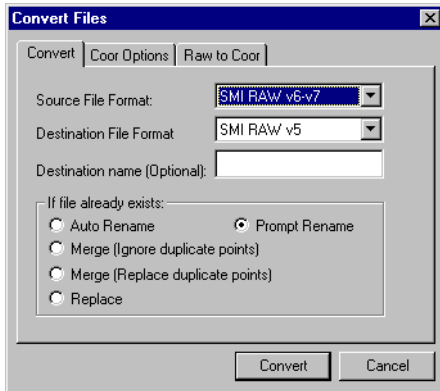 Convert Files
Convert Coor Options Raw to Coor
Source File Format: SMI RAW v6-v7
Destination File Format SMI RAW v5
Destination name (Optional):
If file already exists:
Auto Rename Prompt Rename
Merge (Ignore duplicate points)
Merge (Replace duplicate points)
Replace
Convert Cancel